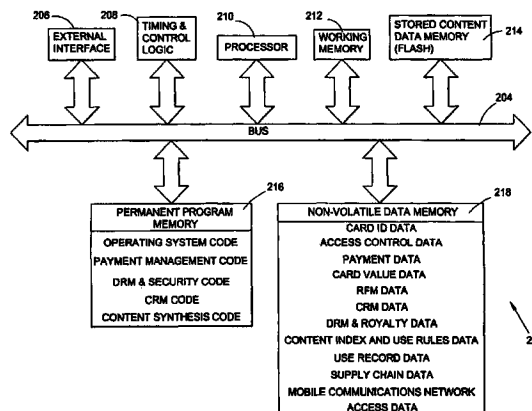 206
EXTERNAL
INTERFACE
208
TIMING &
CONTROL
LOGIC
210
PROCESSOR
212
WORKING
MEMORY
STORED CONTENT
DATA MEMORY
(FLASH)
214
204
BUS
216
PERMANENT PROGRAM
MEMORY
OPERATING SYSTEM CODE
PAYMENT MANAGEMENT CODE
DRM & SECURITY CODE
CRM CODE
CONTENT SYNTHESIS CODE
218
NON-VOLATILE DATA MEMORY
CARD ID DATA
ACCESS CONTROL DATA
PAYMENT DATA
CARD VALUE DATA
RFM DATA
CRM DATA
DRM & ROYALTY DATA
CONTENT INDEX AND USE RULES DATA
USE RECORD DATA
SUPPLY CHAIN DATA
MOBILE COMMUNICATIONS NETWORK
ACCESS DATA